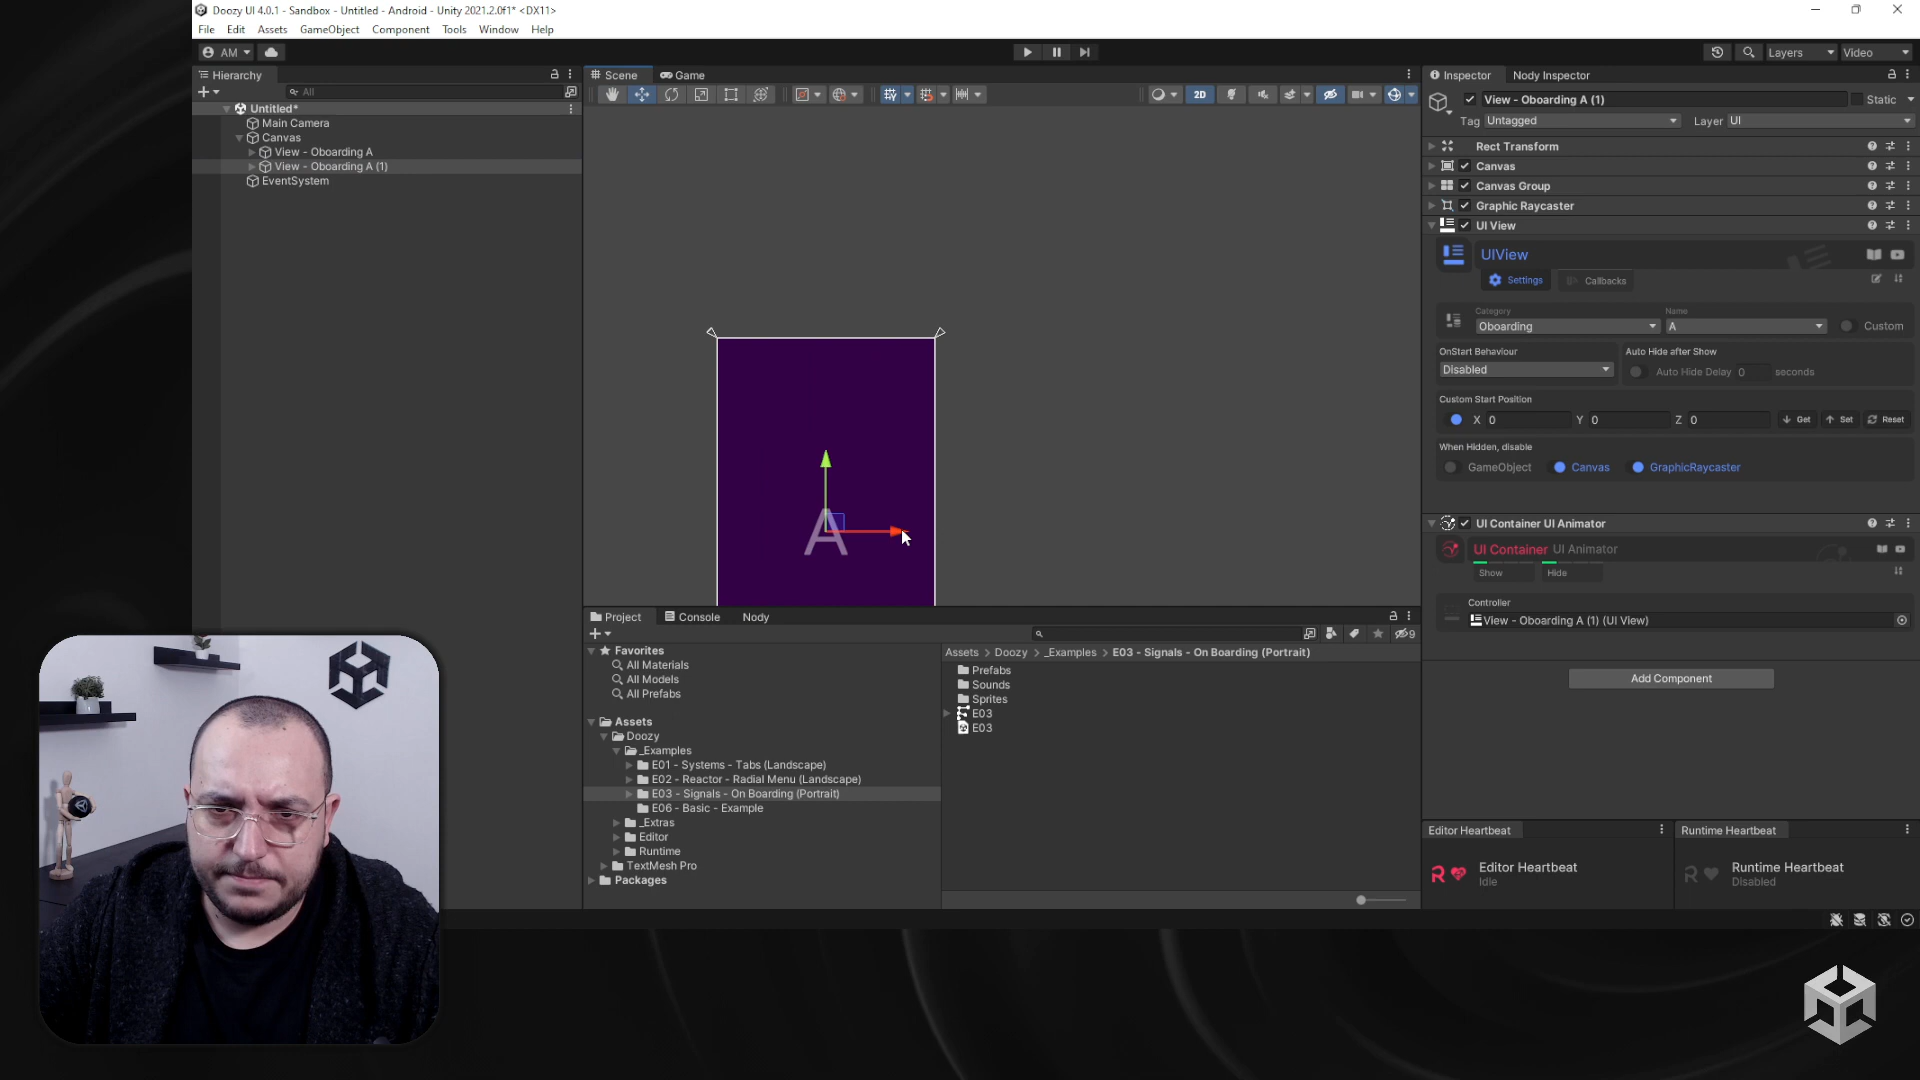 Doozy UI 4.0.1 - Sandbox - Untitled - Android - Unity 2021.2.0f1* <DX11>
File Edit Assets GameObject Component Tools Window Help
AM
Layers Video
Hierarchy
All
Untitled*
Main Camera
Canvas
View - Oboarding A
View - Oboarding A (1)
EventSystem
Scene Game
2D
A
Inspector Node Inspector
View - Oboarding A (1) Static
Tag Untagged Layer UI
Rect Transform
Canvas
Canvas Group
Graphic Raycaster
UI View
UIView
Settings Callbacks
Category Name
Oboarding A Custom
OnStart Behaviour Auto Hide after Show
Disabled Auto Hide Delay 0 seconds
Custom Start Position
X 0 Y 0 Z 0 Get Set Reset
When Hidden, disable
GameObject Canvas GraphicRaycaster
UI Container UI Animator
UI Container UI Animator
Show Hide
Controller
View - Oboarding A (1) (UI View)
Add Component
Project Console Nody
9
Favorites
All Materials
All Models
All Prefabs
Assets
Doozy
_Examples
E01 - Systems - Tabs (Landscape)
E02 - Reactor - Radial Menu (Landscape)
E03 - Signals - On Boarding (Portrait)
E06 - Basic - Example
_Extras
Editor
Runtime
TextMesh Pro
Packages
Assets > Doozy > _Examples > E03 - Signals - On Boarding (Portrait)
Prefabs
Sounds
Sprites
E03
E03
Editor Heartbeat Runtime Heartbeat
Editor Heartbeat
Idle
Runtime Heartbeat
Disabled